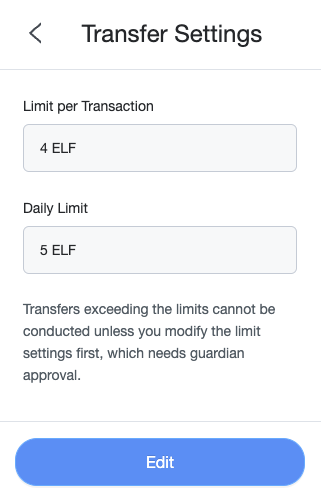 Transfer Settings
Limit per Transaction
4 ELF
Daily Limit
5 ELF
Transfers exceeding the limits cannot be
conducted unless you modify the limit
settings first, which needs guardian
approval.
Edit